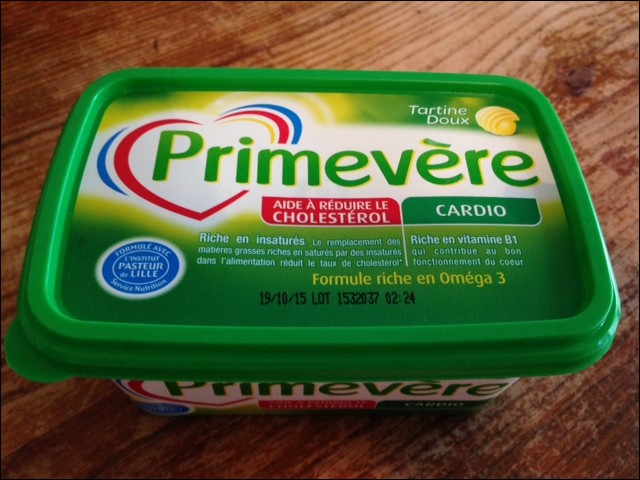 Tartine
Doux
Primevère
AIDE À RÉDUIRE LE
CHOLESTÉROL
CARDIO
Riche en insaturés Le remplacement des
matières grasses riches en saturés par des insaturés
dans l'alimentation réduit le taux de cholestérol*
Riche en vitamine B1
qui contribue au bon
fonctionnement du coeur
FORMULÉ AVEC
L'INSTITUT
PASTEUR
de LILLE
Service Nutrition
Formule riche en Oméga 3
19/10/15 LOT 1532037 02:24
Primevère
CHOLESTÉROL
CARDIO